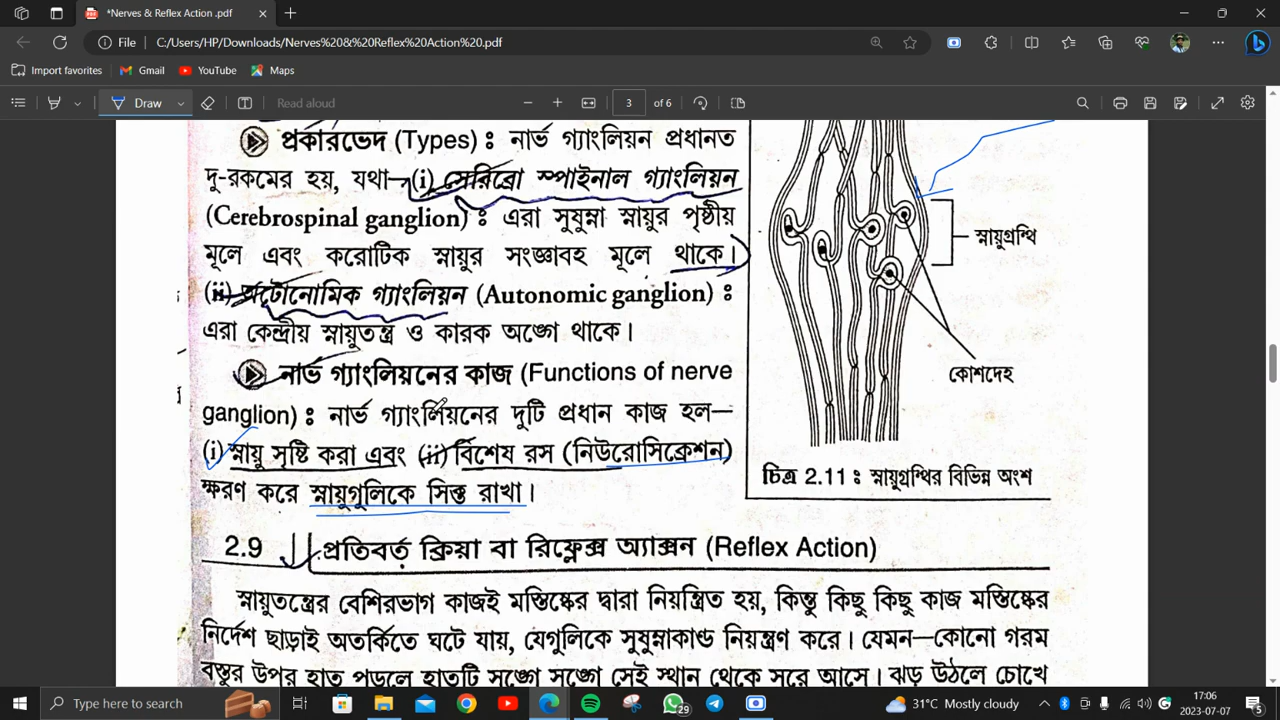 *Nerves & Reflex Action .pdf
File C:/Users/HP/Downloads/Nerves%20&%20Reflex%20Action%20.pdf
Import favorites Gmail YouTube Maps
Draw Read aloud 3 of 6
প্রকারভেদ (Types) : নার্ভ গ্যাংলিয়ন প্রধানত
দু-রকমের হয়, যথা—(i) সেরিব্রো স্পাইনাল গ্যাংলিয়ন
(Cerebrospinal ganglion) : এরা সুষুম্না স্নায়ুর পৃষ্ঠীয়
মূলে এবং করোটিক স্নায়ুর সংজ্ঞাবহ মূলে থাকে।
(ii) অটোনোমিক গ্যাংলিয়ন (Autonomic ganglion) :
এরা কেন্দ্রীয় স্নায়ুতন্ত্র ও কারক অঙ্গে থাকে।
নার্ভ গ্যাংলিয়নের কাজ (Functions of nerve
ganglion) : নার্ভ গ্যাংলিয়নের দুটি প্রধান কাজ হল—
(i) স্নায়ু সৃষ্টি করা এবং (ii) বিশেষ রস (নিউরোসিক্রেশন)
ক্ষরণ করে স্নায়ুগুলিকে সিক্ত রাখা।
স্নায়ুগ্রন্থি
কোশদেহ
চিত্র 2.11 : স্নায়ুগ্রন্থির বিভিন্ন অংশ
2.9 প্রতিবর্ত ক্রিয়া বা রিফ্লেক্স অ্যাক্সন (Reflex Action)
স্নায়ুতন্ত্রের বেশিরভাগ কাজই মস্তিষ্কের দ্বারা নিয়ন্ত্রিত হয়, কিন্তু কিছু কিছু কাজ মস্তিষ্কের
নির্দেশ ছাড়াই অতর্কিতে ঘটে যায়, যেগুলিকে সুষুম্নাকাণ্ড নিয়ন্ত্রণ করে। যেমন—কোনো গরম
বস্তুর উপর হাত পড়লে হাতটি সঙ্গে সঙ্গে সেই স্থান থেকে সরে আসে। ঝড় উঠলে চোখে
Type here to search 29 31°C Mostly cloudy 17:06
2023-07-07 5